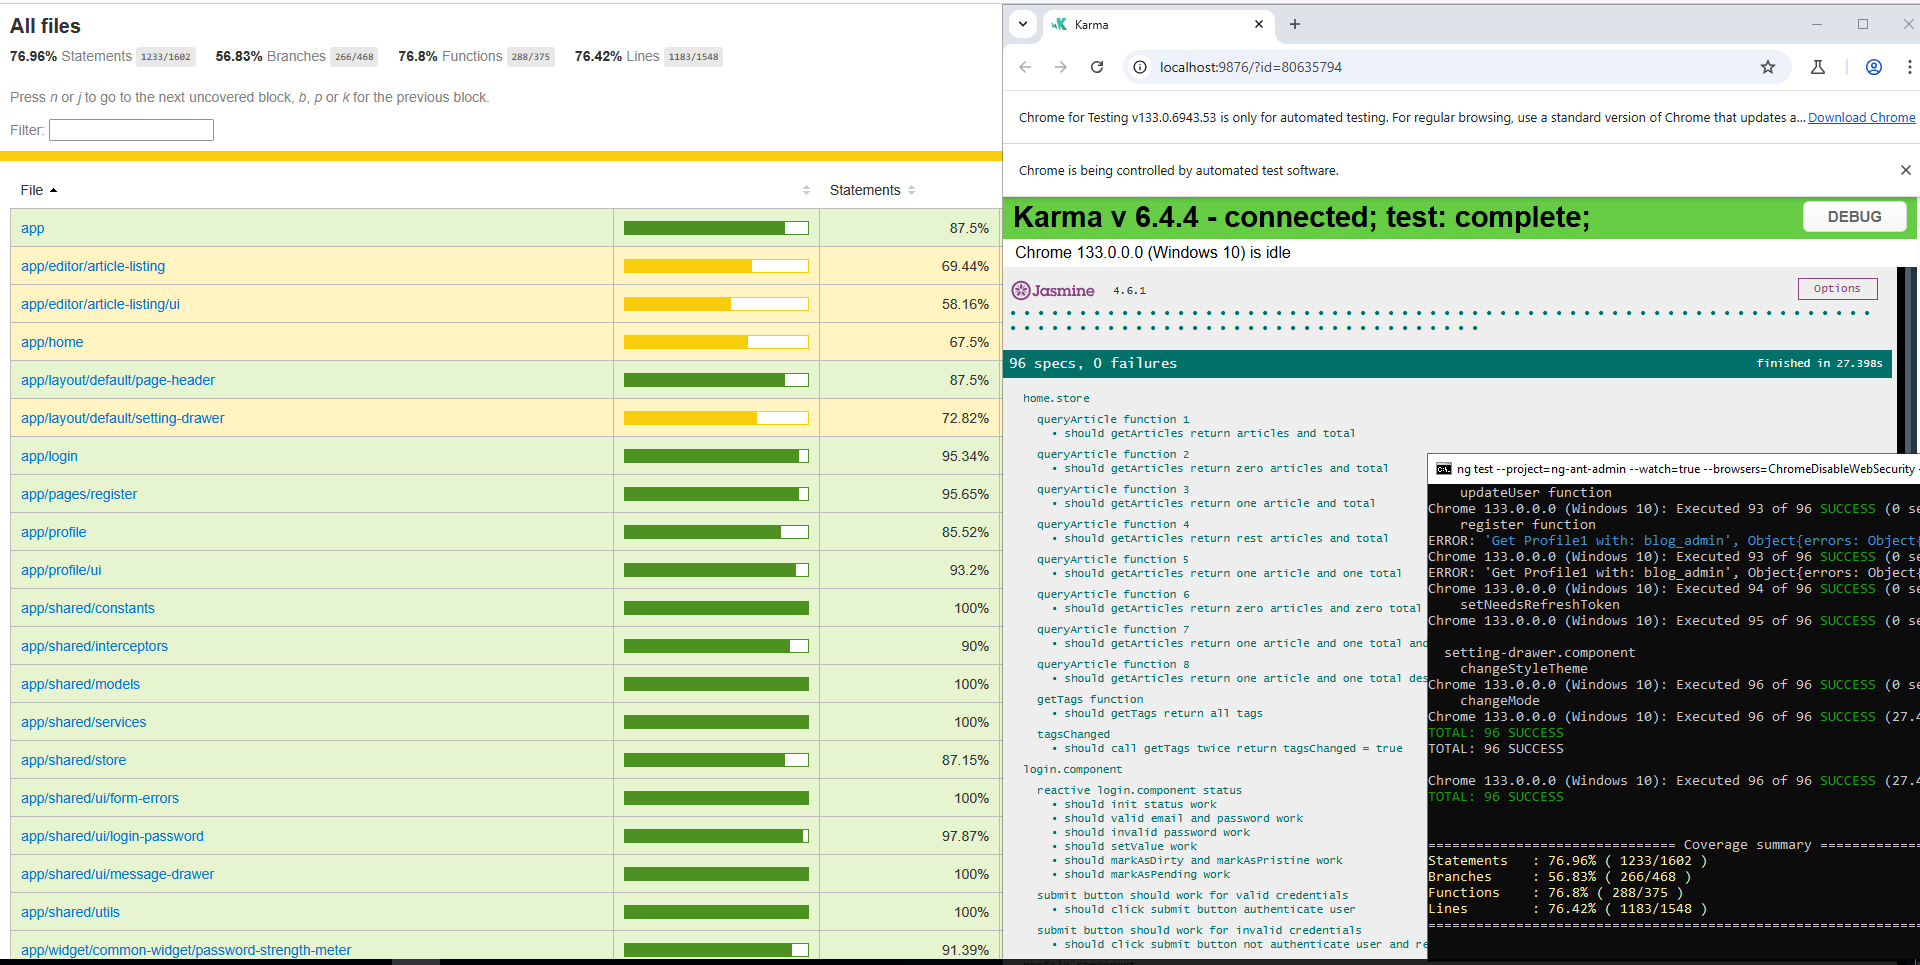 All files
76.96% Statements 1233/1602 56.83% Branches 266/468 76.8% Functions 288/375 76.42% Lines 1183/1548
Press n or j to go to the next uncovered block, b, p or k for the previous block.
Filter:
File Statements
app 87.5%
app/editor/article-listing 69.44%
app/editor/article-listing/ui 58.16%
app/home 67.5%
app/layout/default/page-header 87.5%
app/layout/default/setting-drawer 72.82%
app/login 95.34%
app/pages/register 95.65%
app/profile 85.52%
app/profile/ui 93.2%
app/shared/constants 100%
app/shared/interceptors 90%
app/shared/models 100%
app/shared/services 100%
app/shared/store 87.15%
app/shared/ui/form-errors 100%
app/shared/ui/login-password 97.87%
app/shared/ui/message-drawer 100%
app/shared/utils 100%
app/widget/common-widget/password-strength-meter 91.39%
Karma
localhost:9876/?id=80635794
Chrome for Testing v133.0.6943.53 is only for automated testing. For regular browsing, use a standard version of Chrome that updates a... Download Chrome
Chrome is being controlled by automated test software.
Karma v 6.4.4 - connected; test: complete;
DEBUG
Chrome 133.0.0.0 (Windows 10) is idle
Jasmine 4.6.1
Options
96 specs, 0 failures
finished in 27.398s
home.store
queryArticle function 1
• should getArticles return articles and total
queryArticle function 2
• should getArticles return zero articles and total
queryArticle function 3
• should getArticles return one article and total
queryArticle function 4
• should getArticles return rest articles and total
queryArticle function 5
• should getArticles return one article and one total
queryArticle function 6
• should getArticles return zero articles and zero total
queryArticle function 7
• should getArticles return one article and one total and
queryArticle function 8
• should getArticles return one article and one total des
getTags function
• should getTags return all tags
tagsChanged
• should call getTags twice return tagsChanged = true
login.component
reactive login.component status
• should init status work
• should valid email and password work
• should invalid password work
• should setValue work
• should markAsDirty and markAsPristine work
• should markAsPending work
submit button should work for valid credentials
• should click submit button authenticate user
submit button should work for invalid credentials
• should click submit button not authenticate user and re
ng test --project=ng-ant-admin --watch=true --browsers=ChromeDisableWebSecurity
updateUser function
Chrome 133.0.0.0 (Windows 10): Executed 93 of 96 SUCCESS (0 se
register function
ERROR: 'Get Profile1 with: blog_admin', Object{errors: Object{
Chrome 133.0.0.0 (Windows 10): Executed 93 of 96 SUCCESS (0 se
ERROR: 'Get Profile1 with: blog_admin', Object{errors: Object{
Chrome 133.0.0.0 (Windows 10): Executed 94 of 96 SUCCESS (0 se
setNeedsRefreshToken
Chrome 133.0.0.0 (Windows 10): Executed 95 of 96 SUCCESS (0 se
setting-drawer.component
changeStyleTheme
Chrome 133.0.0.0 (Windows 10): Executed 96 of 96 SUCCESS (0 se
changeMode
Chrome 133.0.0.0 (Windows 10): Executed 96 of 96 SUCCESS (27.4
TOTAL: 96 SUCCESS
TOTAL: 96 SUCCESS
Chrome 133.0.0.0 (Windows 10): Executed 96 of 96 SUCCESS (27.4
TOTAL: 96 SUCCESS
=============================== Coverage summary =============
Statements : 76.96% ( 1233/1602 )
Branches : 56.83% ( 266/468 )
Functions : 76.8% ( 288/375 )
Lines : 76.42% ( 1183/1548 )
==============================================================